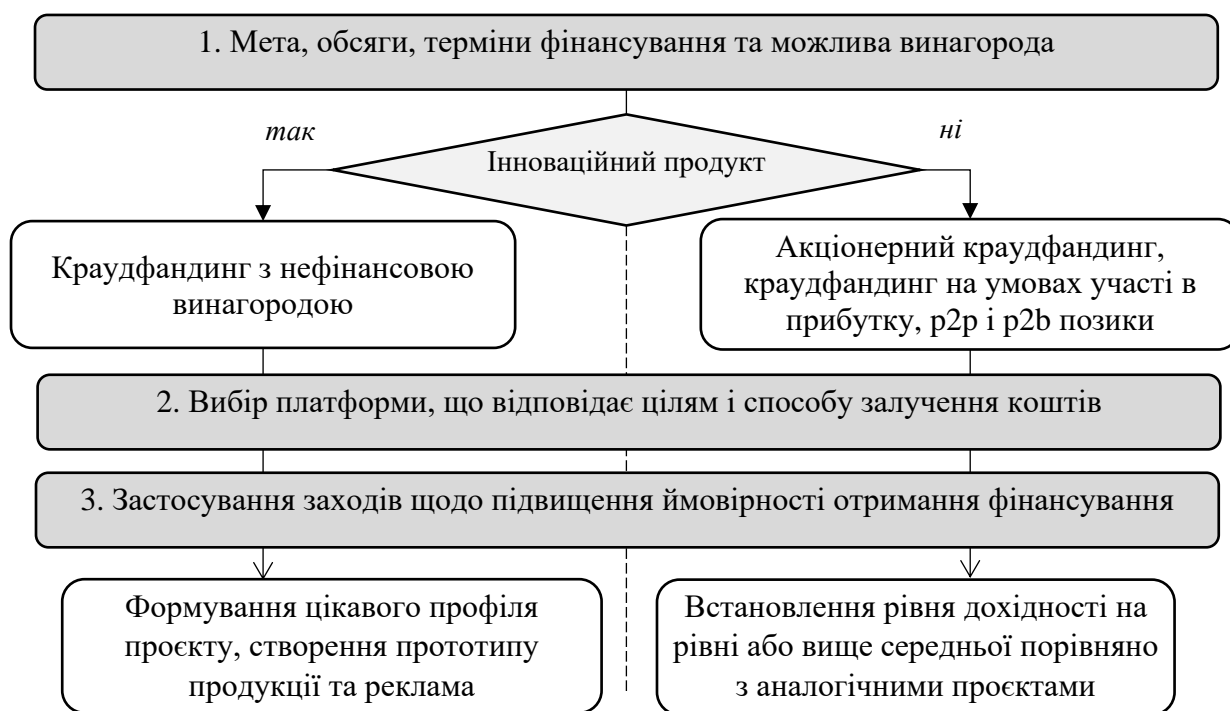 1. Мета, обсяги, терміни фінансування та можлива винагорода
так
ні
Інноваційний продукт
Краудфандинг з нефінансовою
винагородою
Акціонерний краудфандинг,
краудфандинг на умовах участі в
прибутку, p2p і p2b позики
2. Вибір платформи, що відповідає цілям і способу залучення коштів
3. Застосування заходів щодо підвищення ймовірності отримання фінансування
Формування цікавого профіля
проєкту, створення прототипу
продукції та реклама
Встановлення рівня дохідності на
рівні або вище середньої порівняно
з аналогічними проєктами